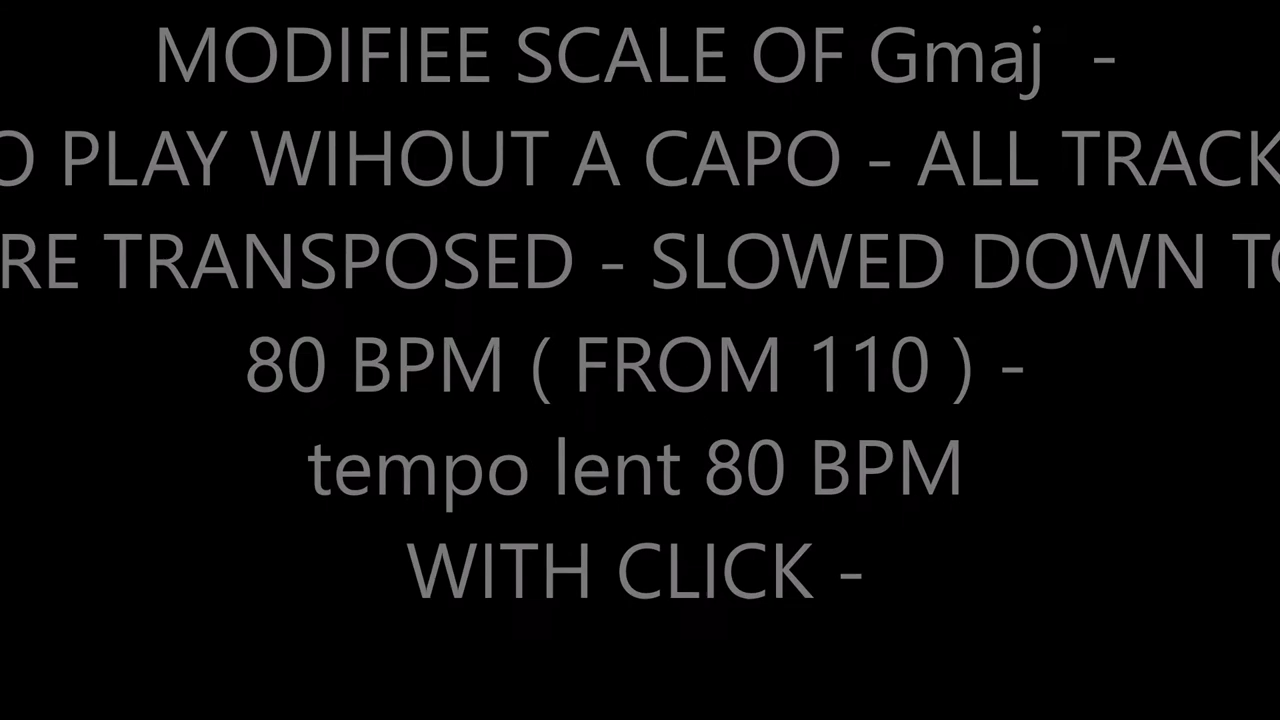 MODIFIEE SCALE OF Gmaj -
O PLAY WIHOUT A CAPO - ALL TRACK
RE TRANSPOSED - SLOWED DOWN TO
80 BPM ( FROM 110 ) -
tempo lent 80 BPM
WITH CLICK -